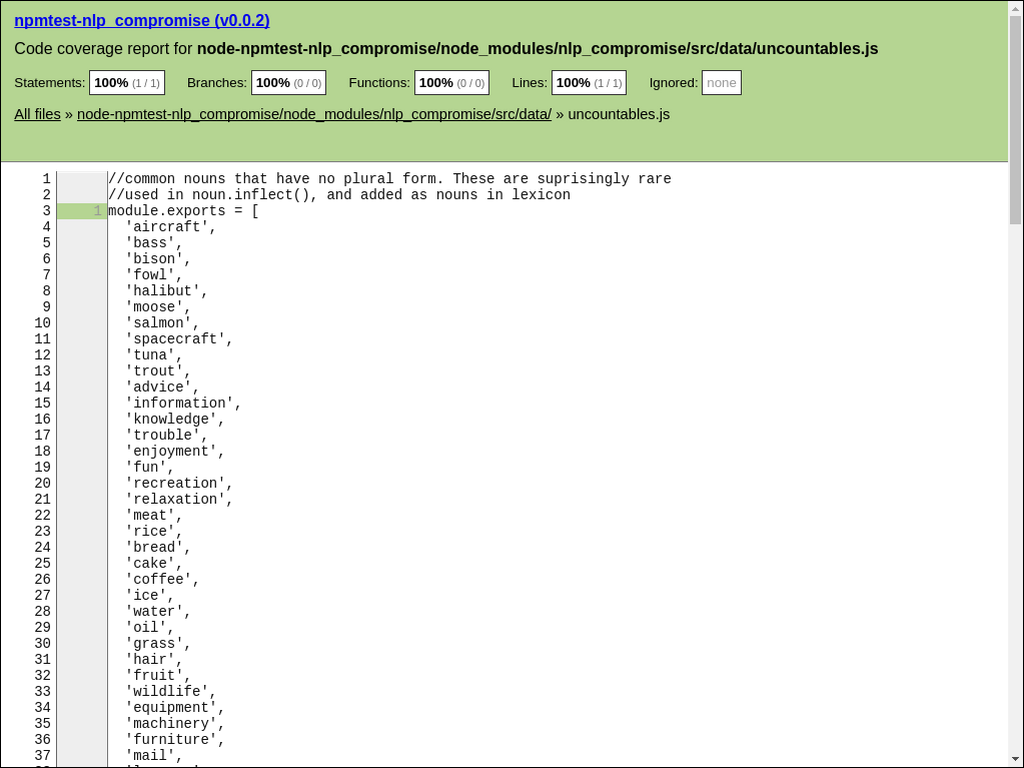 npmtest-nlp_compromise (v0.0.2)
Code coverage report for node-npmtest-nlp_compromise/node_modules/nlp_compromise/src/data/uncountables.js
Statements: 100% (1 / 1) Branches: 100% (0 / 0) Functions: 100% (0 / 0) Lines: 100% (1 / 1) Ignored: none
All files » node-npmtest-nlp_compromise/node_modules/nlp_compromise/src/data/ » uncountables.js
1 //common nouns that have no plural form. These are suprisingly rare
2 //used in noun.inflect(), and added as nouns in lexicon
3 1 module.exports = [
4 'aircraft',
5 'bass',
6 'bison',
7 'fowl',
8 'halibut',
9 'moose',
10 'salmon',
11 'spacecraft',
12 'tuna',
13 'trout',
14 'advice',
15 'information',
16 'knowledge',
17 'trouble',
18 'enjoyment',
19 'fun',
20 'recreation',
21 'relaxation',
22 'meat',
23 'rice',
24 'bread',
25 'cake',
26 'coffee',
27 'ice',
28 'water',
29 'oil',
30 'grass',
31 'hair',
32 'fruit',
33 'wildlife',
34 'equipment',
35 'machinery',
36 'furniture',
37 'mail',